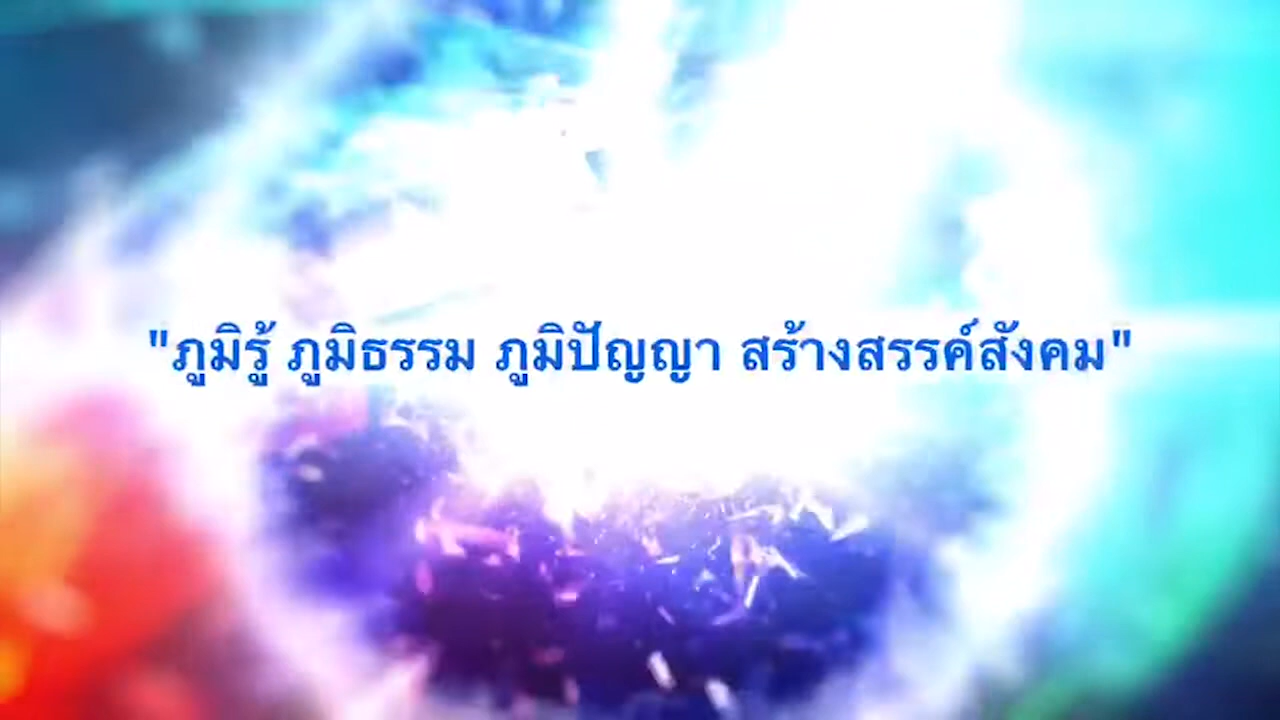 "ภูมิรู้ ภูมิธรรม ภูมิปัญญา สร้างสรรค์สังคม"